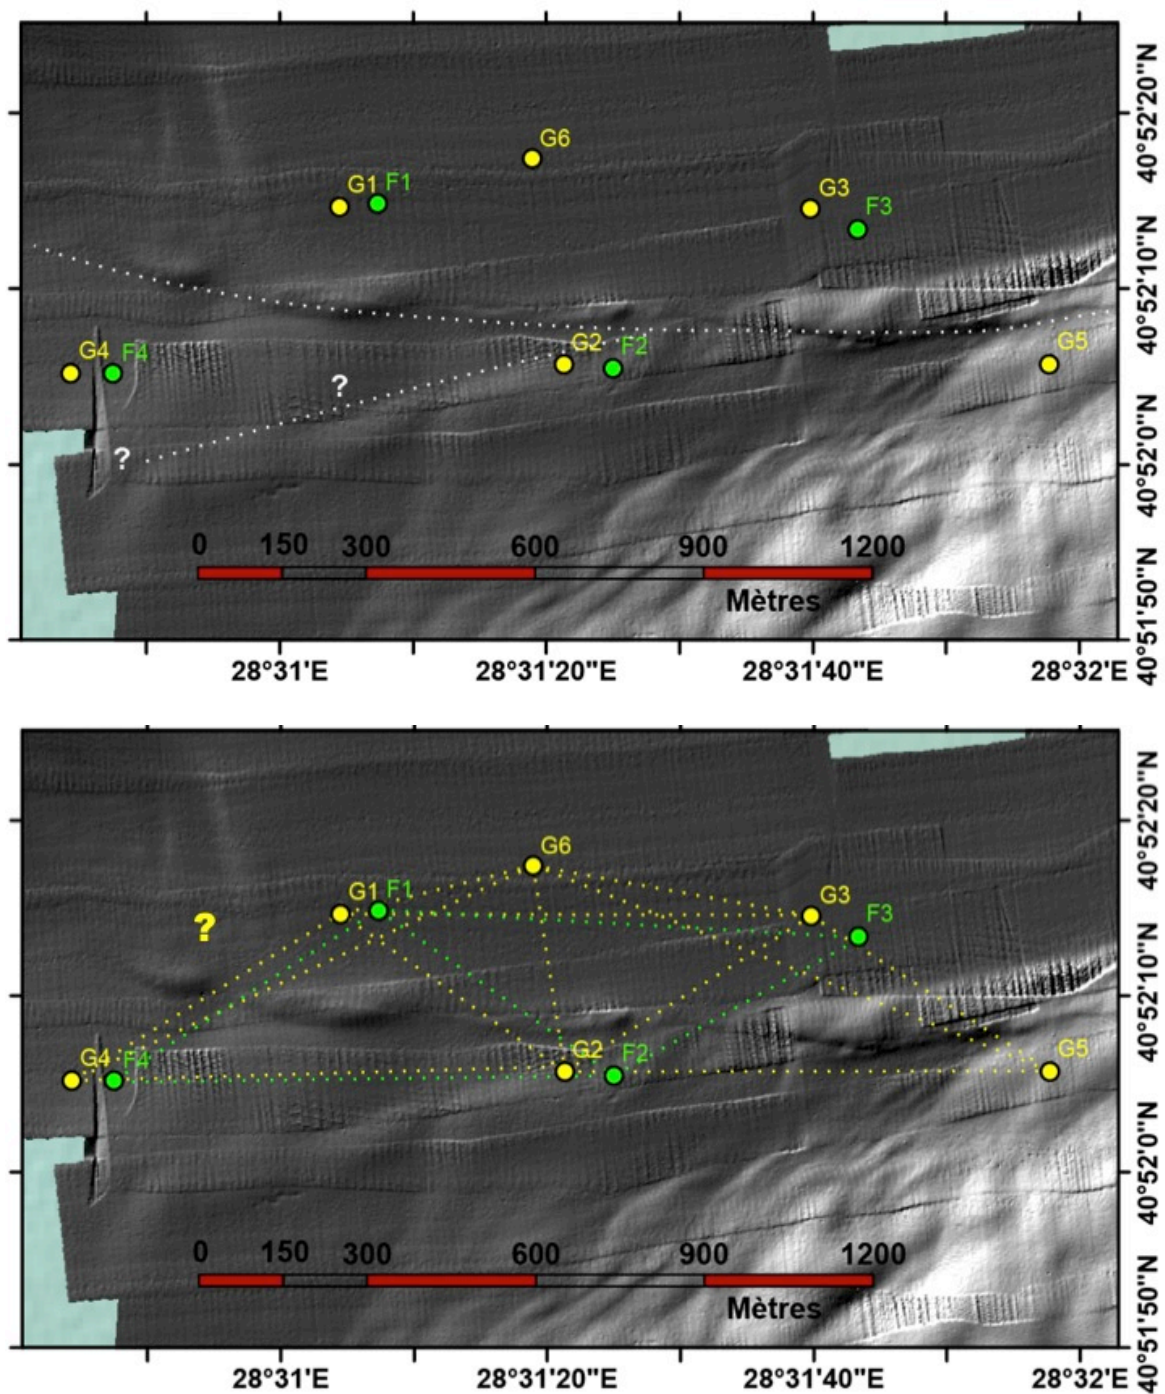 40°52'20"N
G6
G1 F1
G3
F3
40°52'10"N
G4 F4
G2 F2
G5
?
?
40°52'0"N
0 150 300 600 900 1200
Mètres
40°51'50"N
28°31'E 28°31'20"E 28°31'40"E 28°32'E
40°52'20"N
G6
G1 F1
G3
F3
?
40°52'10"N
G4 F4
G2 F2
G5
40°52'0"N
0 150 300 600 900 1200
Mètres
40°51'50"N
28°31'E 28°31'20"E 28°31'40"E 28°32'E